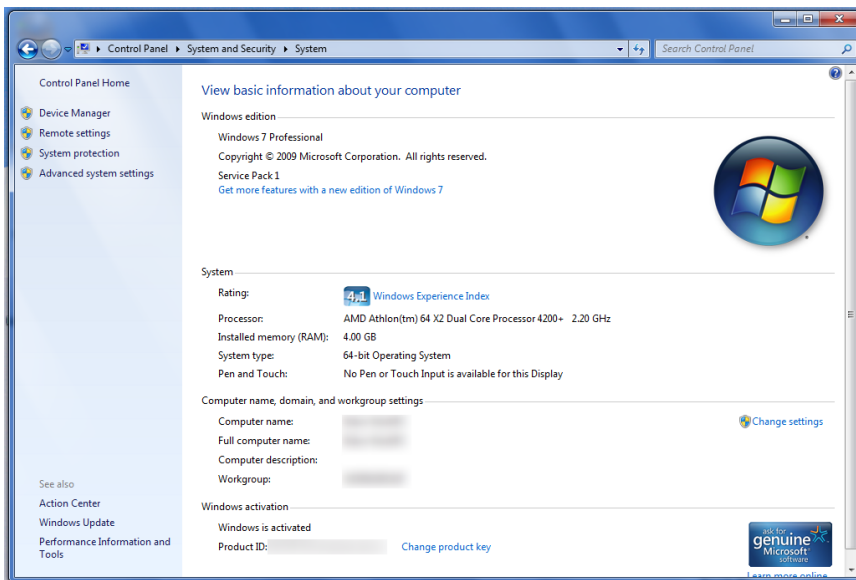 Control Panel ▸ System and Security ▸ System
Search Control Panel
Control Panel Home
Device Manager
Remote settings
System protection
Advanced system settings
See also
Action Center
Windows Update
Performance Information and
Tools
View basic information about your computer
Windows edition
Windows 7 Professional
Copyright © 2009 Microsoft Corporation. All rights reserved.
Service Pack 1
Get more features with a new edition of Windows 7
System
Rating: 4.1 Windows Experience Index
Processor: AMD Athlon(tm) 64 X2 Dual Core Processor 4200+ 2.20 GHz
Installed memory (RAM): 4.00 GB
System type: 64-bit Operating System
Pen and Touch: No Pen or Touch Input is available for this Display
Computer name, domain, and workgroup settings
Computer name: Change settings
Full computer name:
Computer description:
Workgroup:
Windows activation
Windows is activated
Product ID: Change product key
ask for
genuine
Microsoft
software
Learn more online